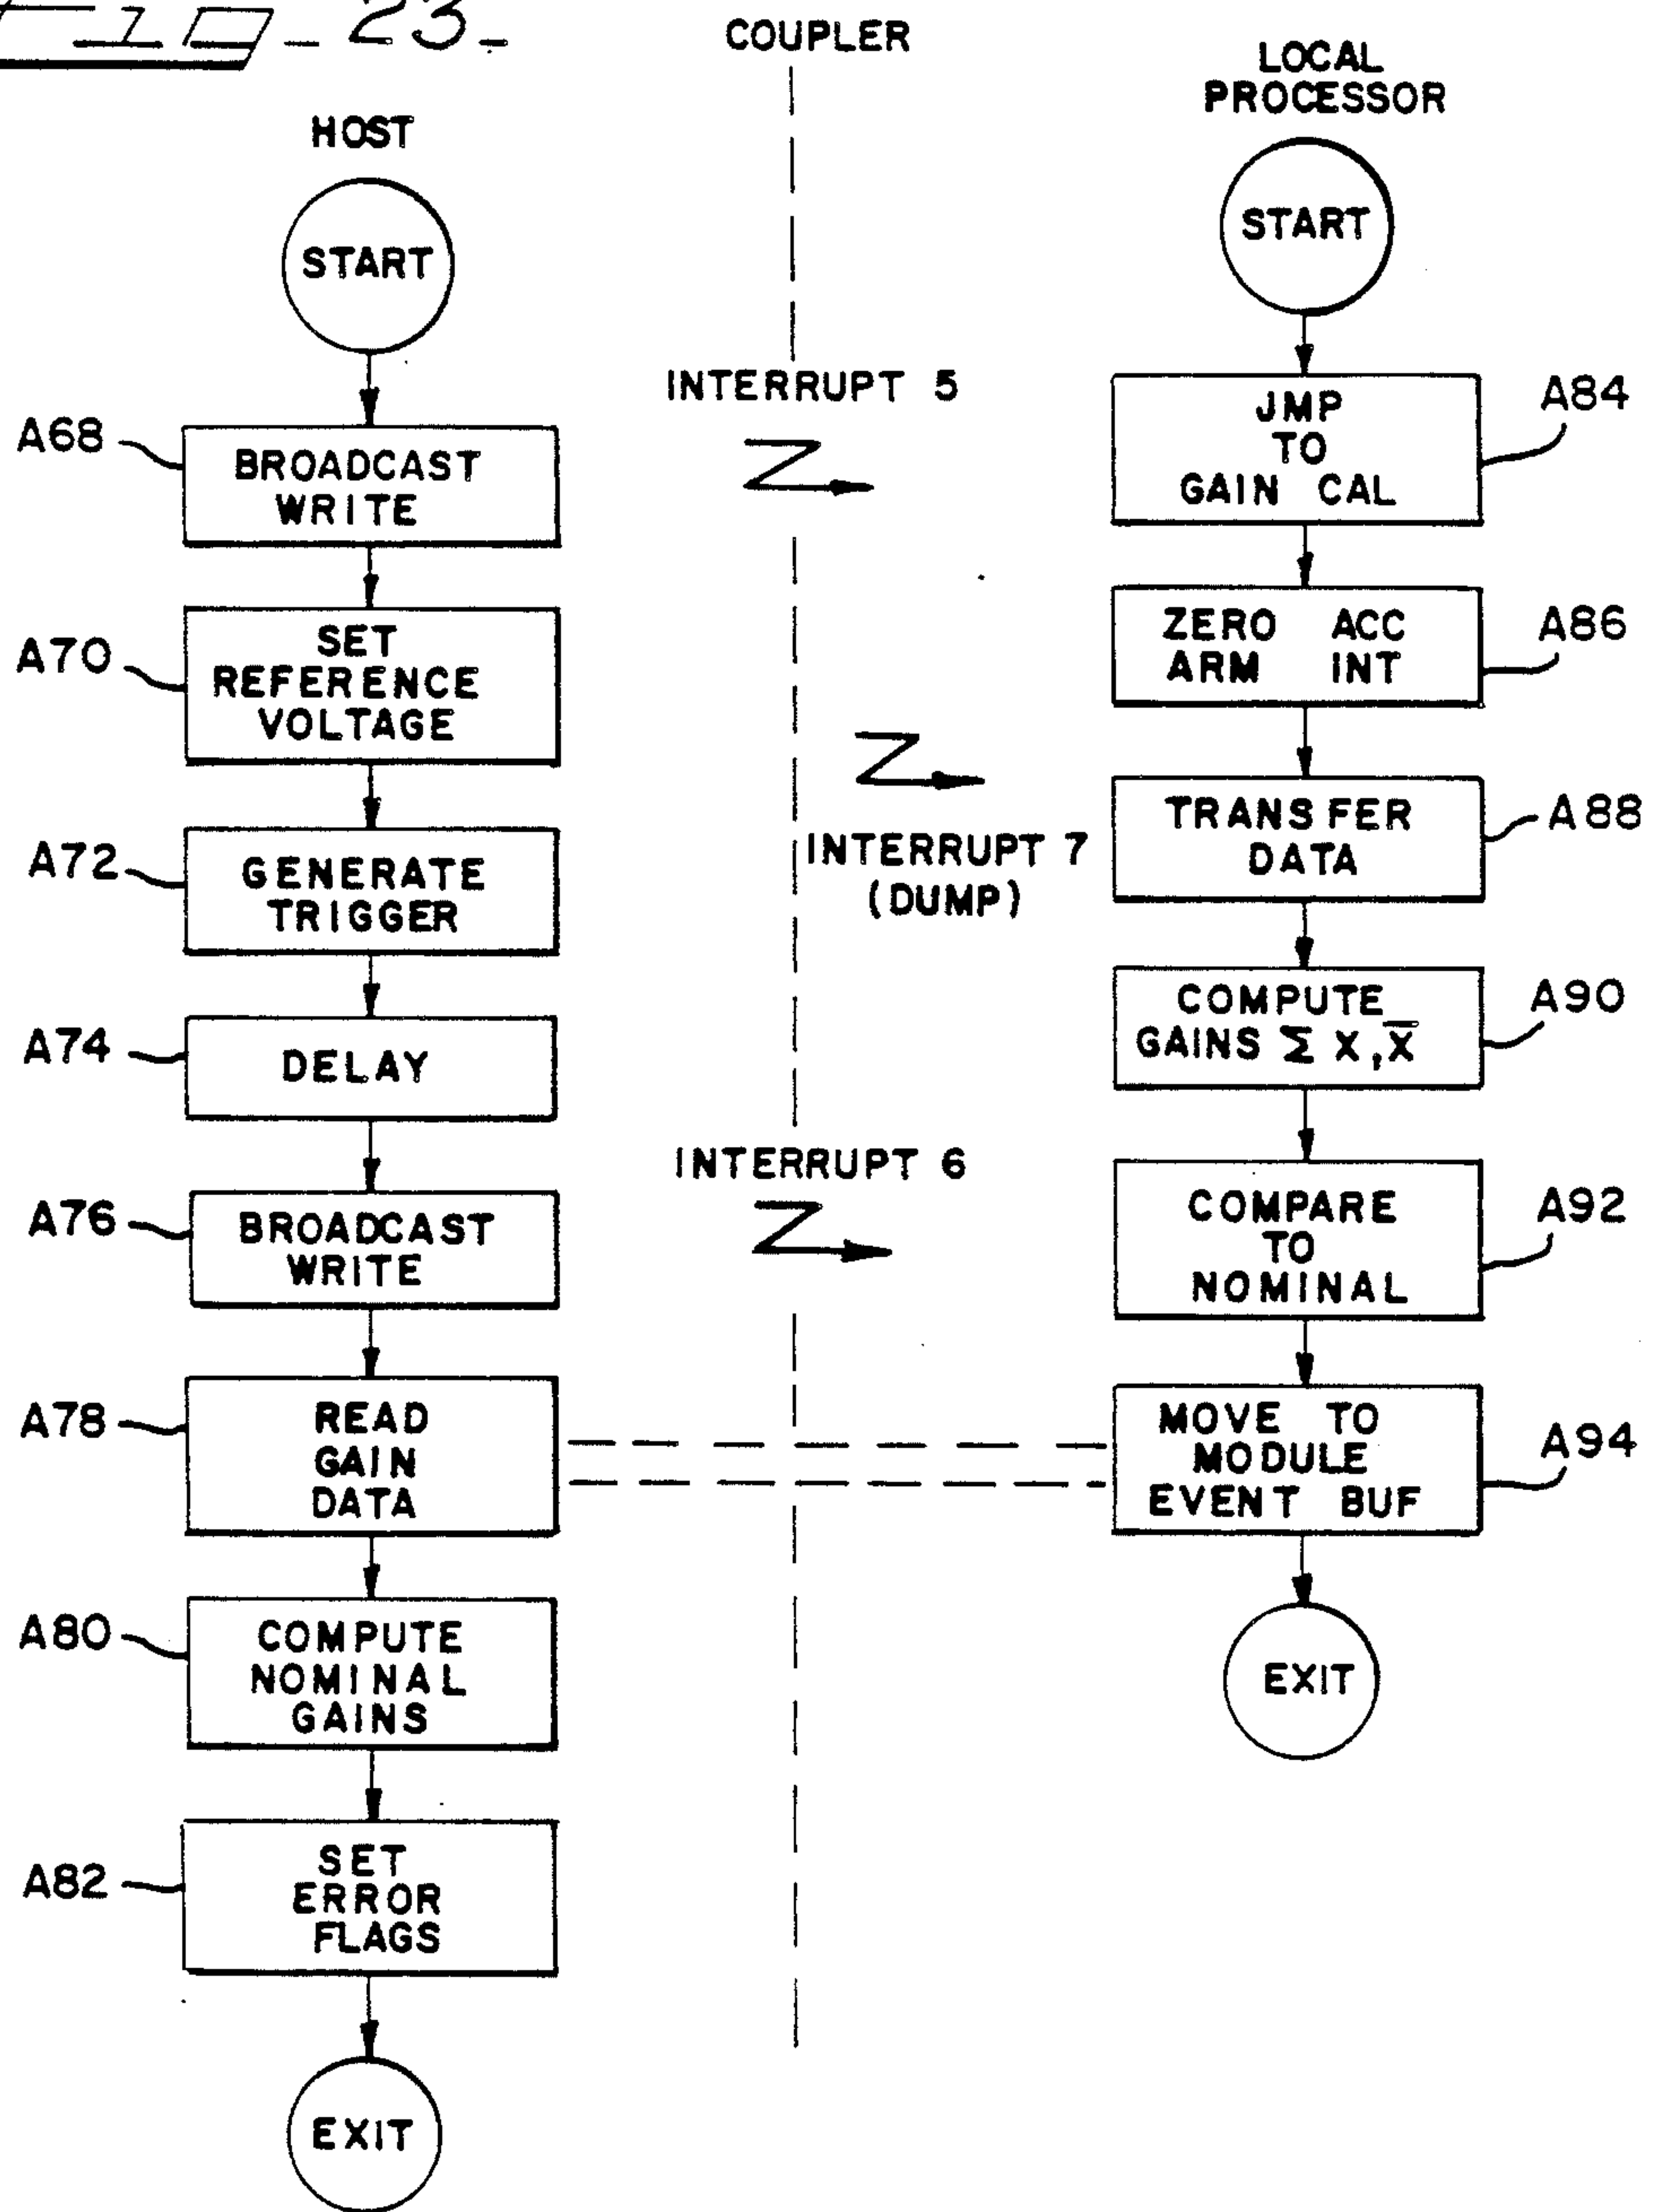 Fig-23-
COUPLER
LOCAL
PROCESSOR
HOST
START
START
INTERRUPT 5
A68
BROADCAST
WRITE
JMP
TO
GAIN CAL
A84
A70
SET
REFERENCE
VOLTAGE
ZERO ACC
ARM INT
A86
A72
GENERATE
TRIGGER
INTERRUPT 7
(DUMP)
TRANSFER
DATA
A88
A74
DELAY
COMPUTE
GAINS Σ X, X̅
A90
INTERRUPT 6
A76
BROADCAST
WRITE
COMPARE
TO
NOMINAL
A92
A78
READ
GAIN
DATA
MOVE TO
MODULE
EVENT BUF
A94
A80
COMPUTE
NOMINAL
GAINS
EXIT
A82
SET
ERROR
FLAGS
EXIT